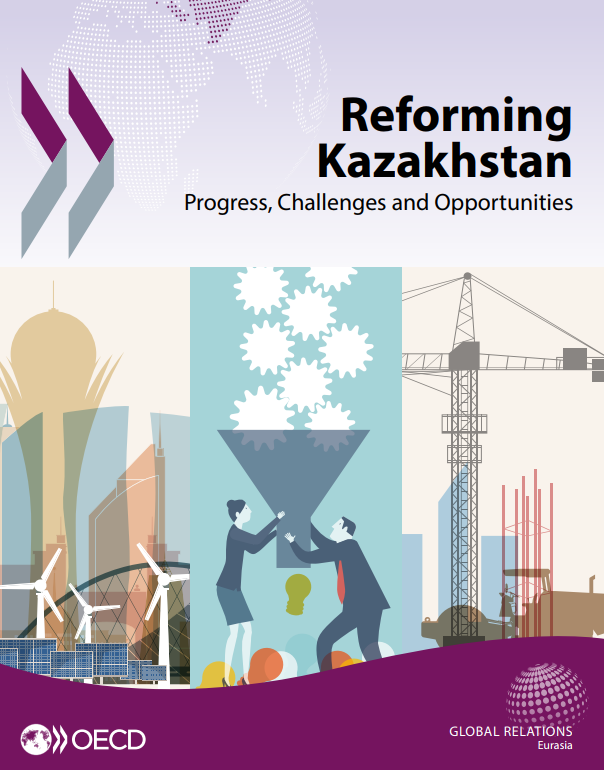 Reforming
Kazakhstan
Progress, Challenges and Opportunities
OECD
GLOBAL RELATIONS
Eurasia